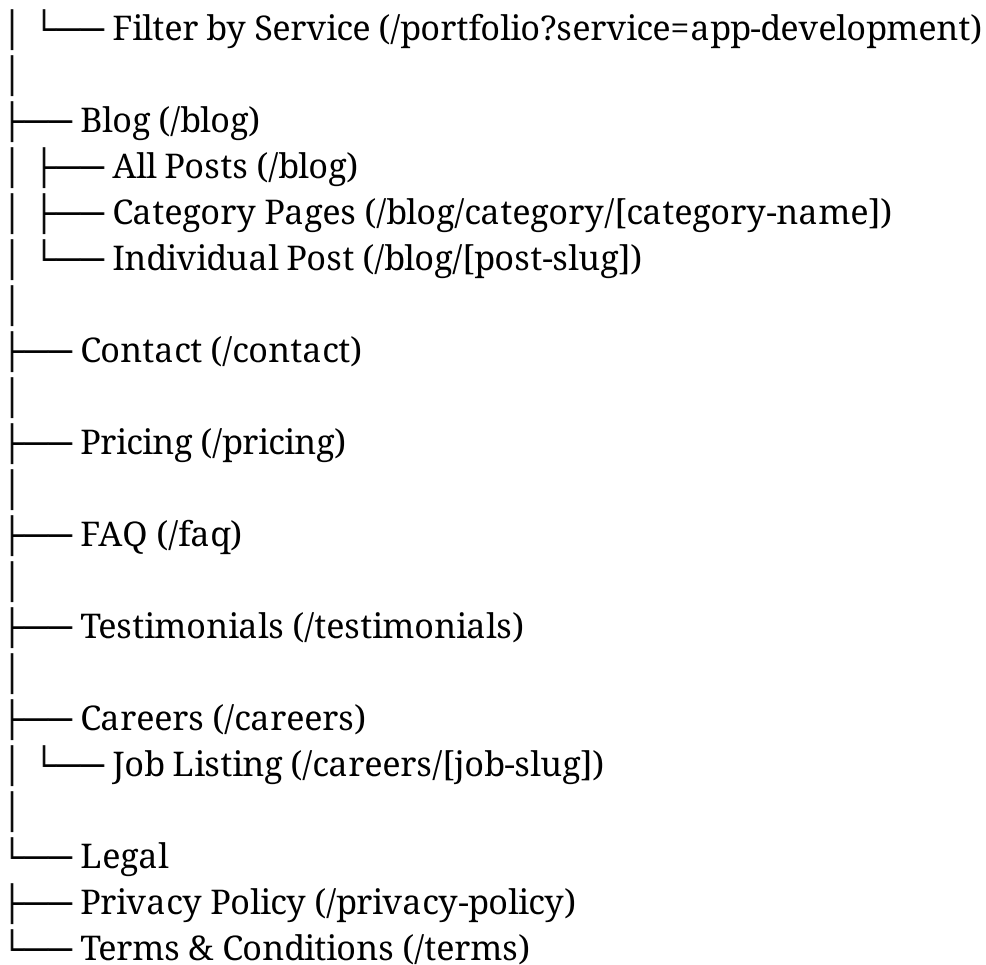 │ └── Filter by Service (/portfolio?service=app-development)
│
├── Blog (/blog)
│ ├── All Posts (/blog)
│ ├── Category Pages (/blog/category/[category-name])
│ └── Individual Post (/blog/[post-slug])
│
├── Contact (/contact)
│
├── Pricing (/pricing)
│
├── FAQ (/faq)
│
├── Testimonials (/testimonials)
│
├── Careers (/careers)
│ └── Job Listing (/careers/[job-slug])
│
└── Legal
├── Privacy Policy (/privacy-policy)
└── Terms & Conditions (/terms)